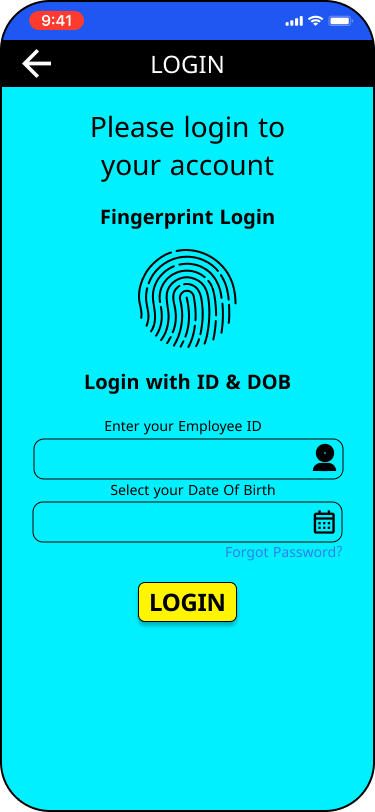 9:41
LOGIN
Please login to
your account
Fingerprint Login
Login with ID & DOB
Enter your Employee ID
Select your Date Of Birth
Forgot Password?
LOGIN